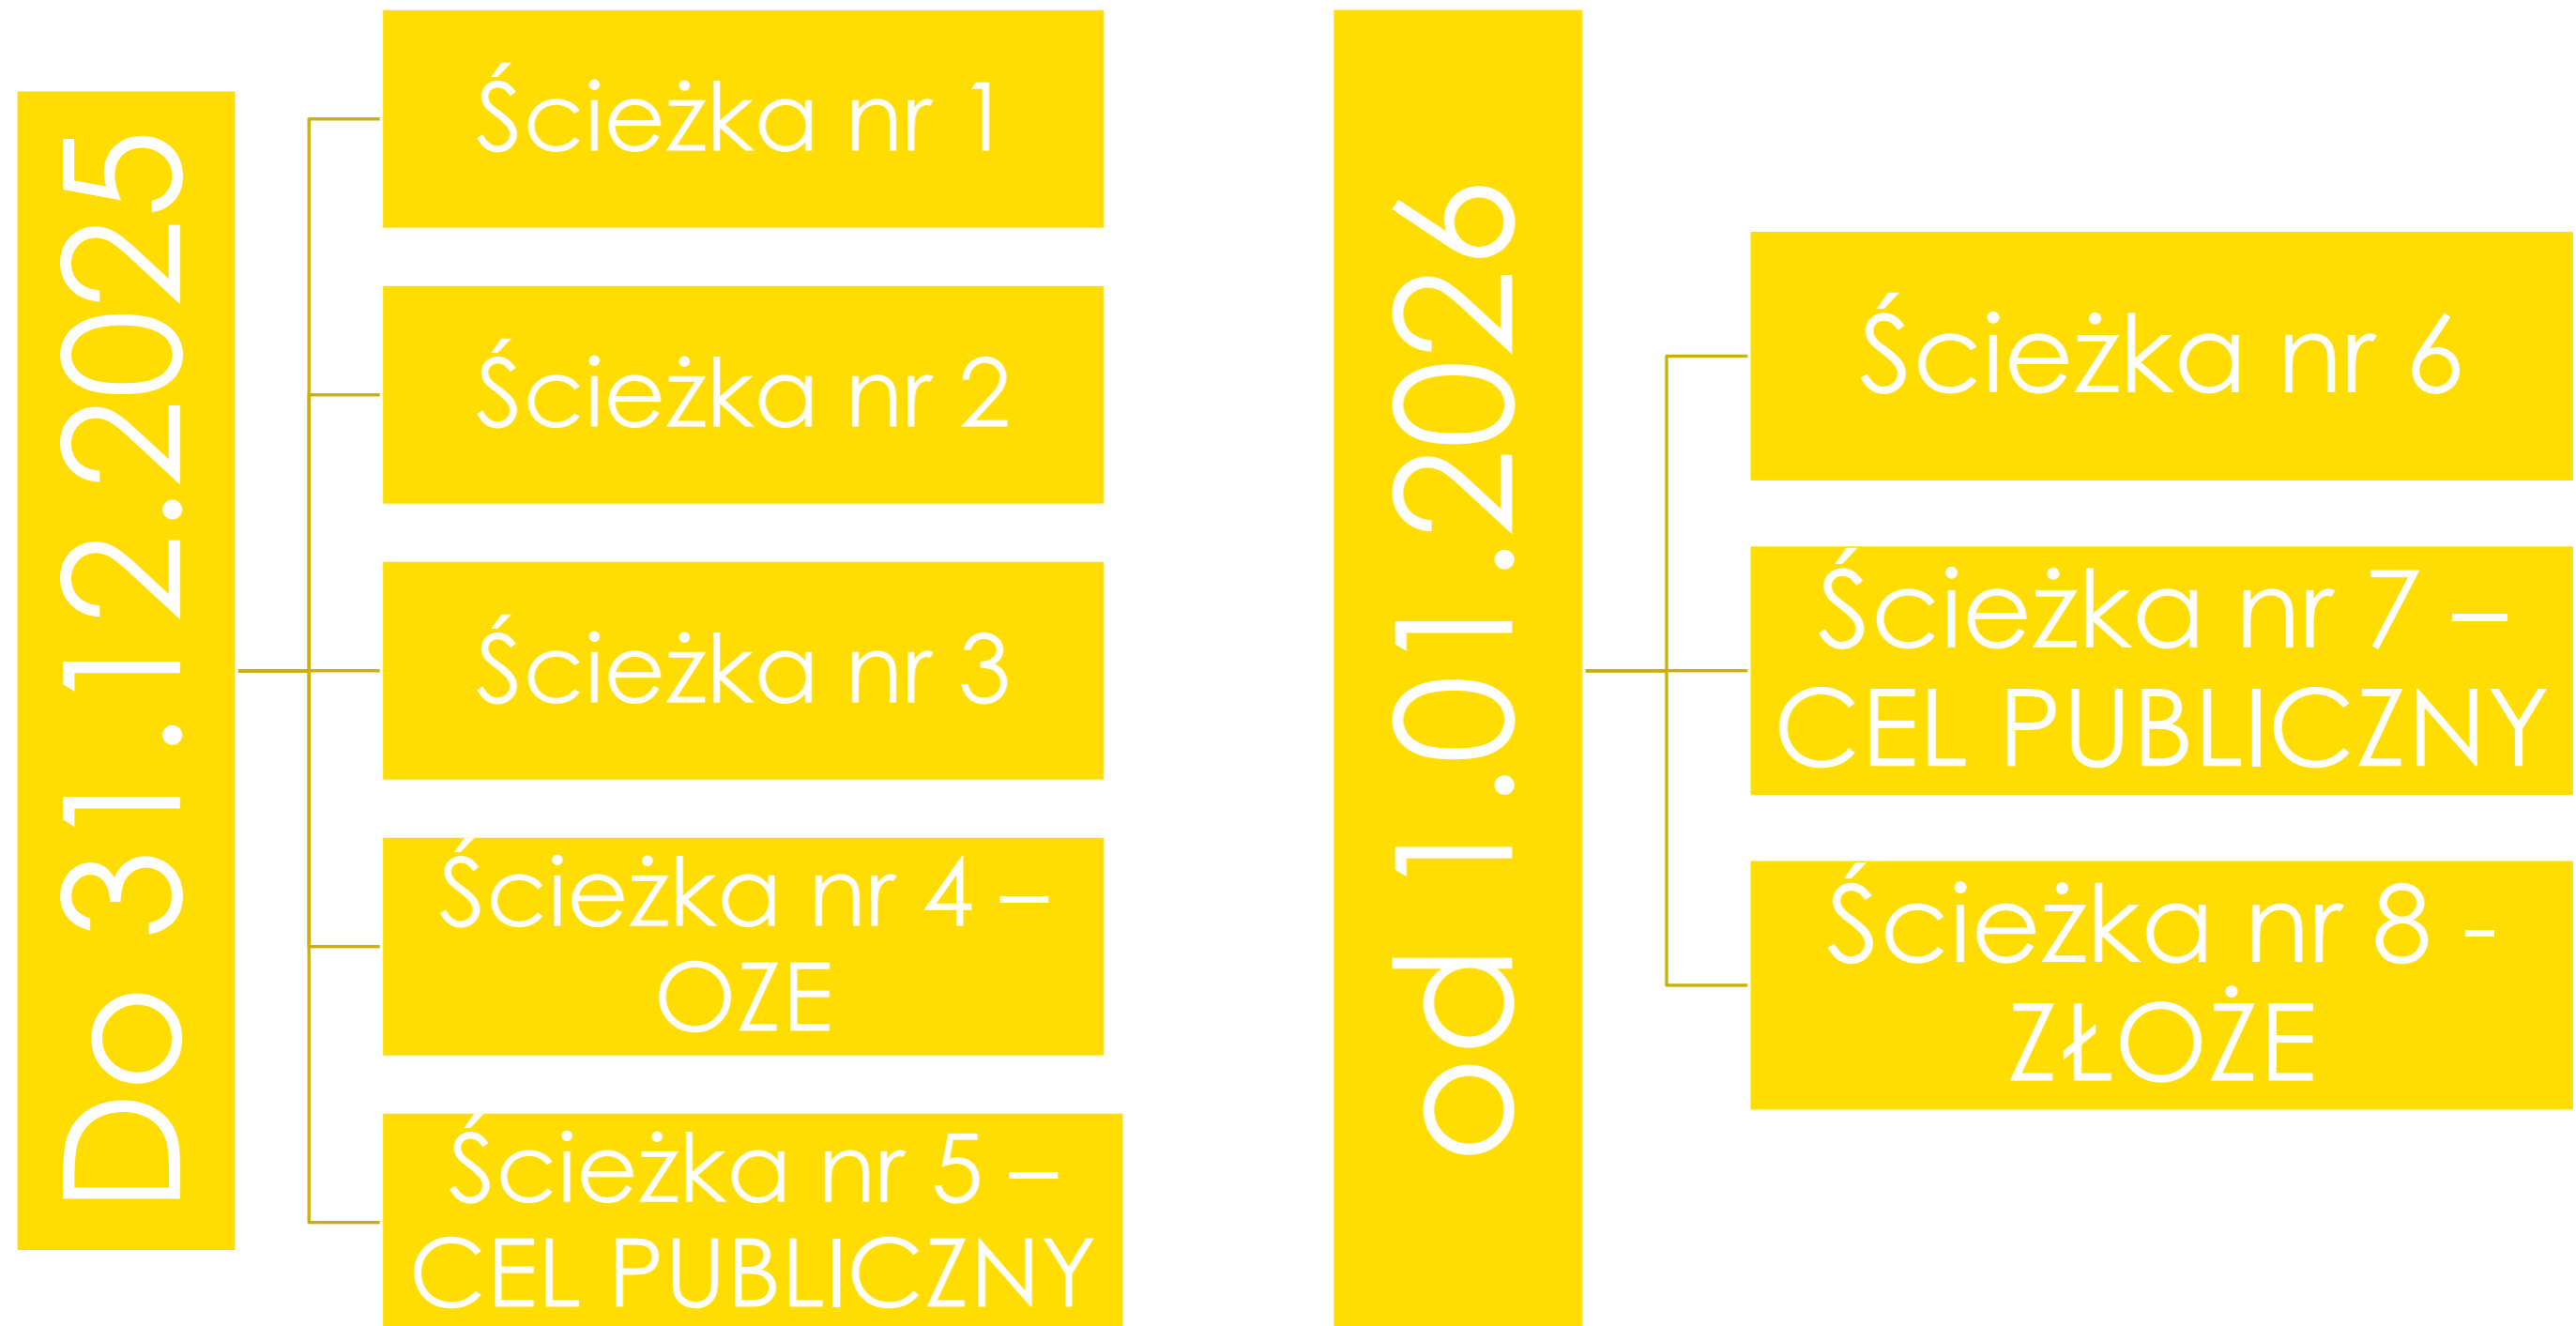 Do 31.12.2025
Ścieżka nr 1
Ścieżka nr 2
Ścieżka nr 3
Ścieżka nr 4 –
OZE
Ścieżka nr 5 –
CEL PUBLICZNY
od 1.01.2026
Ścieżka nr 6
Ścieżka nr 7 –
CEL PUBLICZNY
Ścieżka nr 8 -
ZŁOŻE